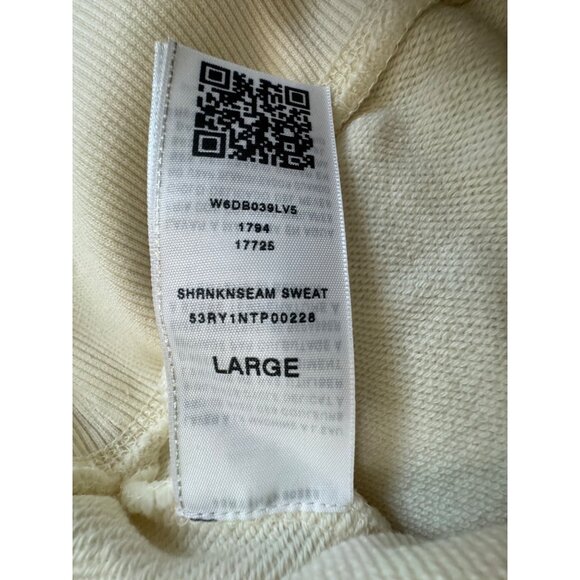 W6DB039LV5
1794
17725
SHRNKNSEAM SWEAT
53RY1NTP00228
LARGE